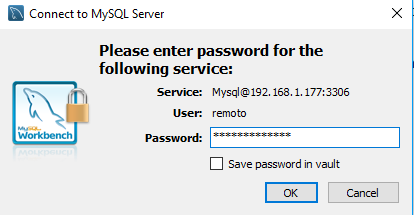 Connect to MySQL Server
Please enter password for the
following service:
Service: Mysql@192.168.1.177:3306
User: remoto
Password: *************
Save password in vault
OK Cancel
MySQL
Workbench